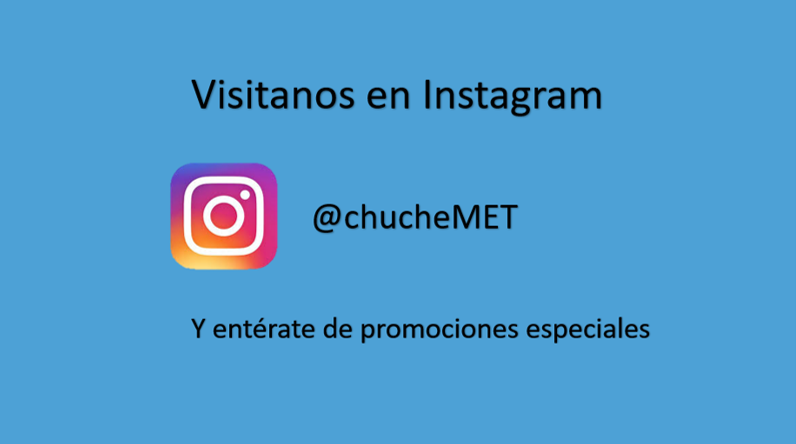 Visitanos en Instagram
@chucheMET
Y entérate de promociones especiales